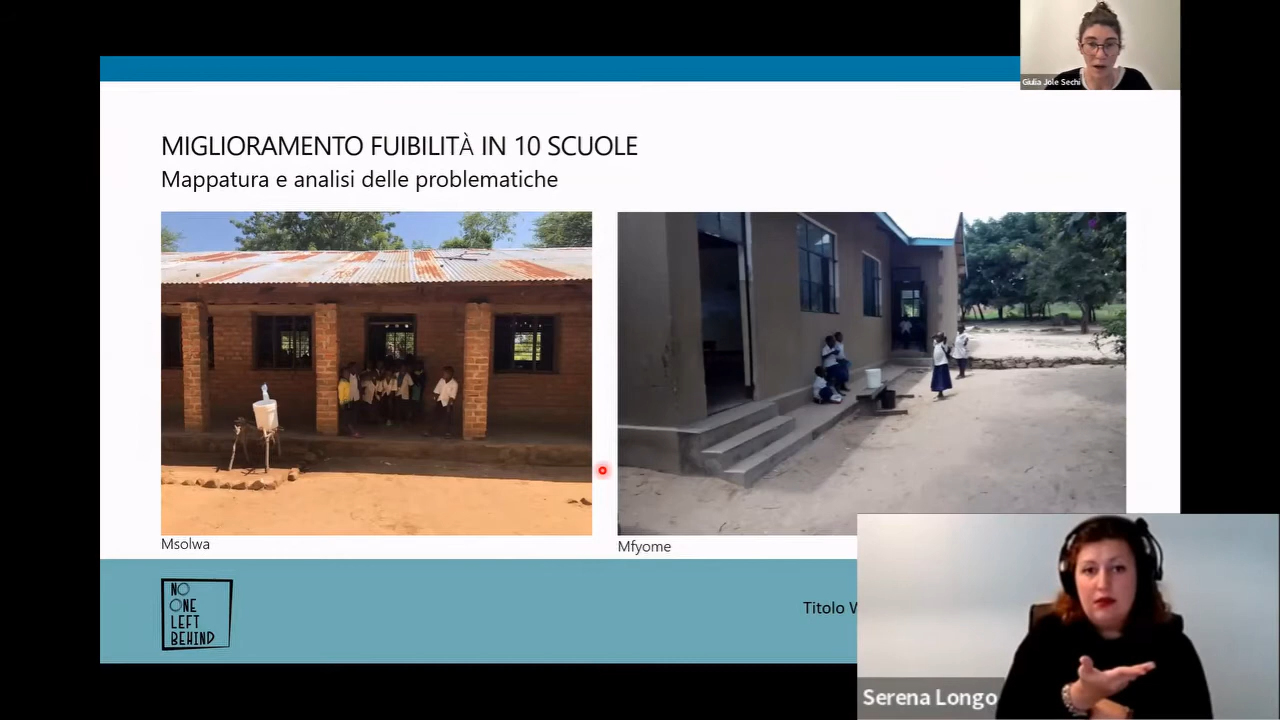 Giulia Jole Sechi
MIGLIORAMENTO FUIBILITÀ IN 10 SCUOLE
Mappatura e analisi delle problematiche
Msolwa
Mfyome
NO
ONE
LEFT
BEHIND
Titolo
Serena Longo